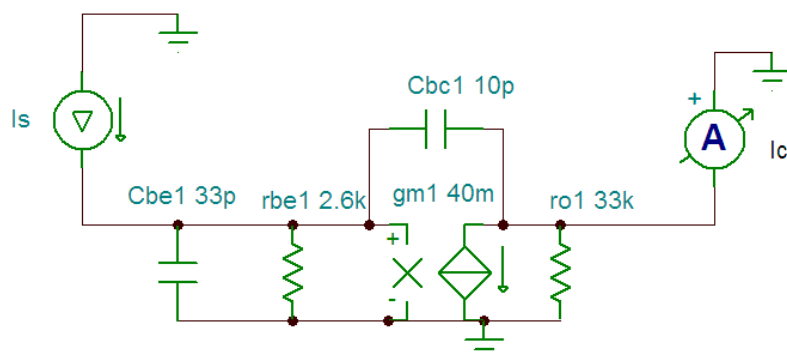 Cbc1 10p
Is
+
A
Ic
Cbe1 33p
rbe1 2.6k
gm1 40m
ro1 33k
+
-